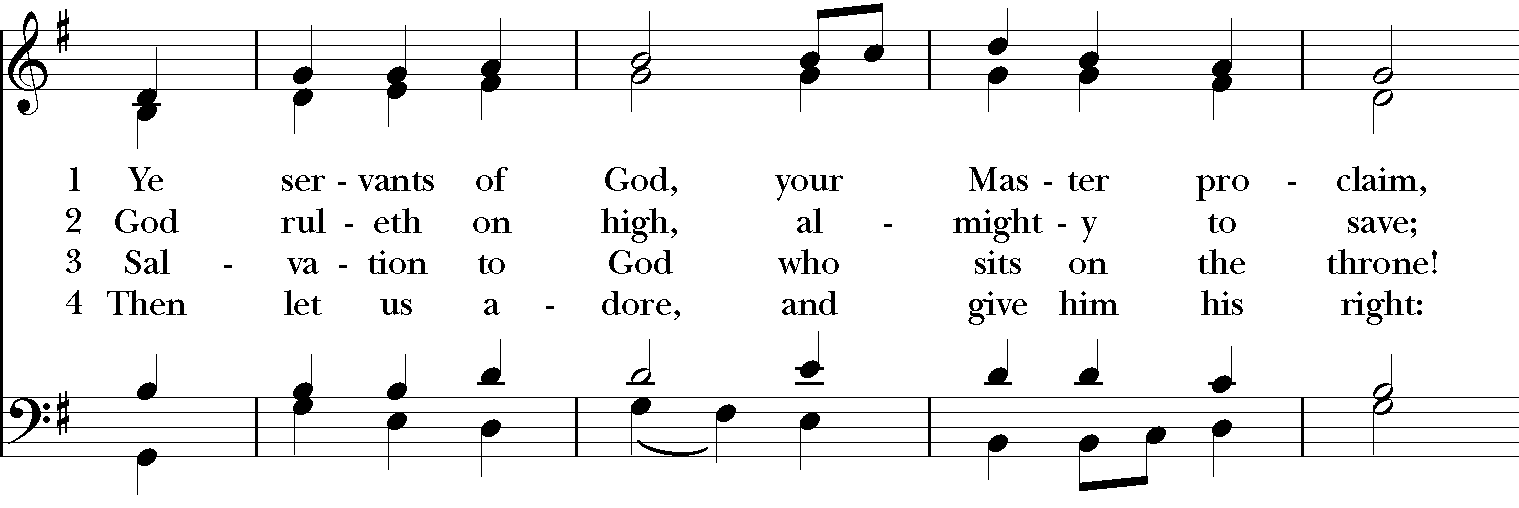 1 Ye ser - vants of God, your Mas - ter pro - claim,
2 God rul - eth on high, al - might - y to save;
3 Sal - va - tion to God who sits on the throne!
4 Then let us a - dore, and give him his right: